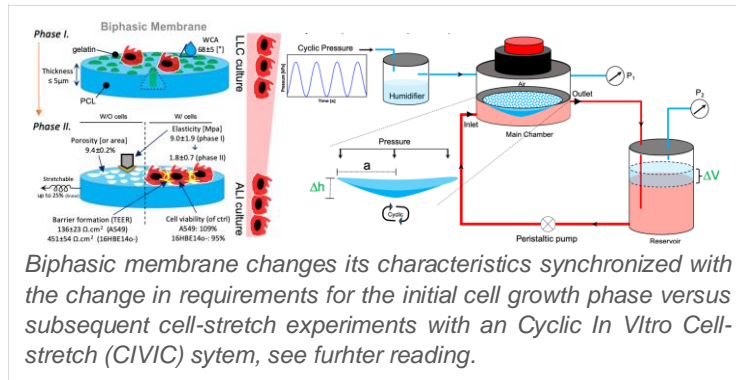 Biphasic Membrane
Phase I.
gelatin
WCA
68±5 [°]
Thickness
≤ 5µm
PCL
LLC culture
Phase II.
W/O cells
W/ cells
Elasticity [Mpa]
9.0±1.9 (phase I)
1.8±0.7 (phase II)
Porosity [or area]
9.4±0.2%
Stretchable
up to 25% (linear)
Barrier formation (TEER)
136±23 Ω.cm² (A549)
451±54 Ω.cm² (16HBE14o-)
Cell viability (of ctrl)
A549: 109%
16HBE14o-: 95%
ALI culture
Cyclic Pressure
Pressure [kPa]
Time [s]
Humidifier
Air
P₁
Inlet
Outlet
Main Chamber
P₂
Pressure
a
Δh
Cyclic
ΔV
Peristaltic pump
Reservoir
Biphasic membrane changes its characteristics synchronized with
the change in requirements for the initial cell growth phase versus
subsequent cell-stretch experiments with an Cyclic In VItro Cell-
stretch (CIVIC) sytem, see furhter reading.